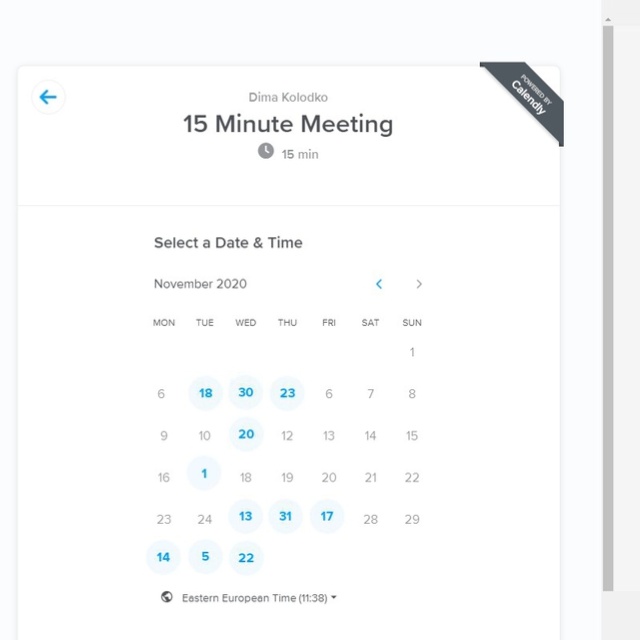 POWERED BY
Calendly
Dima Kolodko
15 Minute Meeting
15 min
Select a Date & Time
November 2020
MON TUE WED THU FRI SAT SUN
1
6 18 30 23 6 7 8
9 10 20 12 13 14 15
16 1 18 19 20 21 22
23 24 13 31 17 28 29
14 5 22
Eastern European Time (11:38)